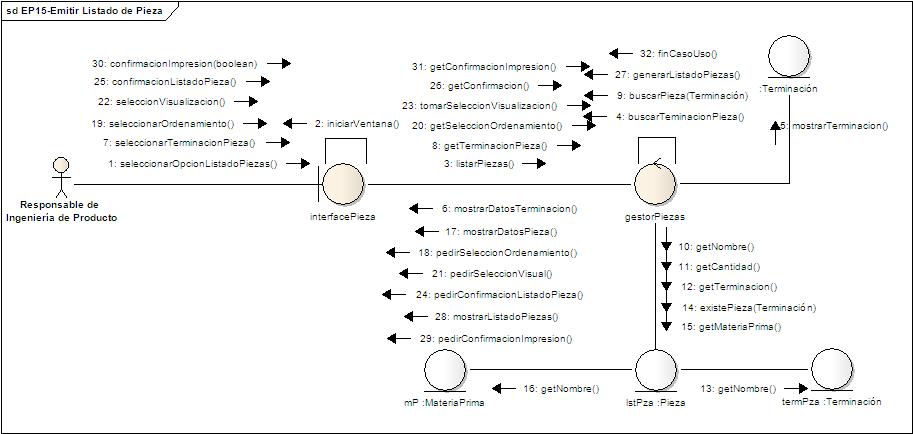 sd EP15-Emitir Listado de Pieza
30: confirmacionImpresion(boolean)
25: confirmacionListadoPieza()
22: seleccionVisualizacion()
19: seleccionarOrdenamiento()
7: seleccionarTerminacionPieza()
1: seleccionarOpcionListadoPiezas()
2: iniciarVentana()
31: getConfirmacionImpresion()
26: getConfirmacion()
23: tomarSeleccionVisualizacion()
20: getSeleccionOrdenamiento()
8: getTerminacionPieza()
3: listarPiezas()
32: finCasoUso()
27: generarListadoPiezas()
9: buscarPieza(Terminación)
4: buscarTerminacionPieza()
:Terminación
5: mostrarTerminacion()
Responsable de
Ingenieria de Producto
interfacePieza
gestorPiezas
6: mostrarDatosTerminacion()
17: mostrarDatosPieza()
18: pedirSeleccionOrdenamiento()
21: pedirSeleccionVisual()
24: pedirConfirmacionListadoPieza()
28: mostrarListadoPiezas()
29: pedirConfirmacionImpresion()
10: getNombre()
11: getCantidad()
12: getTerminacion()
14: existePieza(Terminación)
15: getMateriaPrima()
16: getNombre()
13: getNombre()
mP :MateriaPrima
lstPza :Pieza
termPza :Terminación